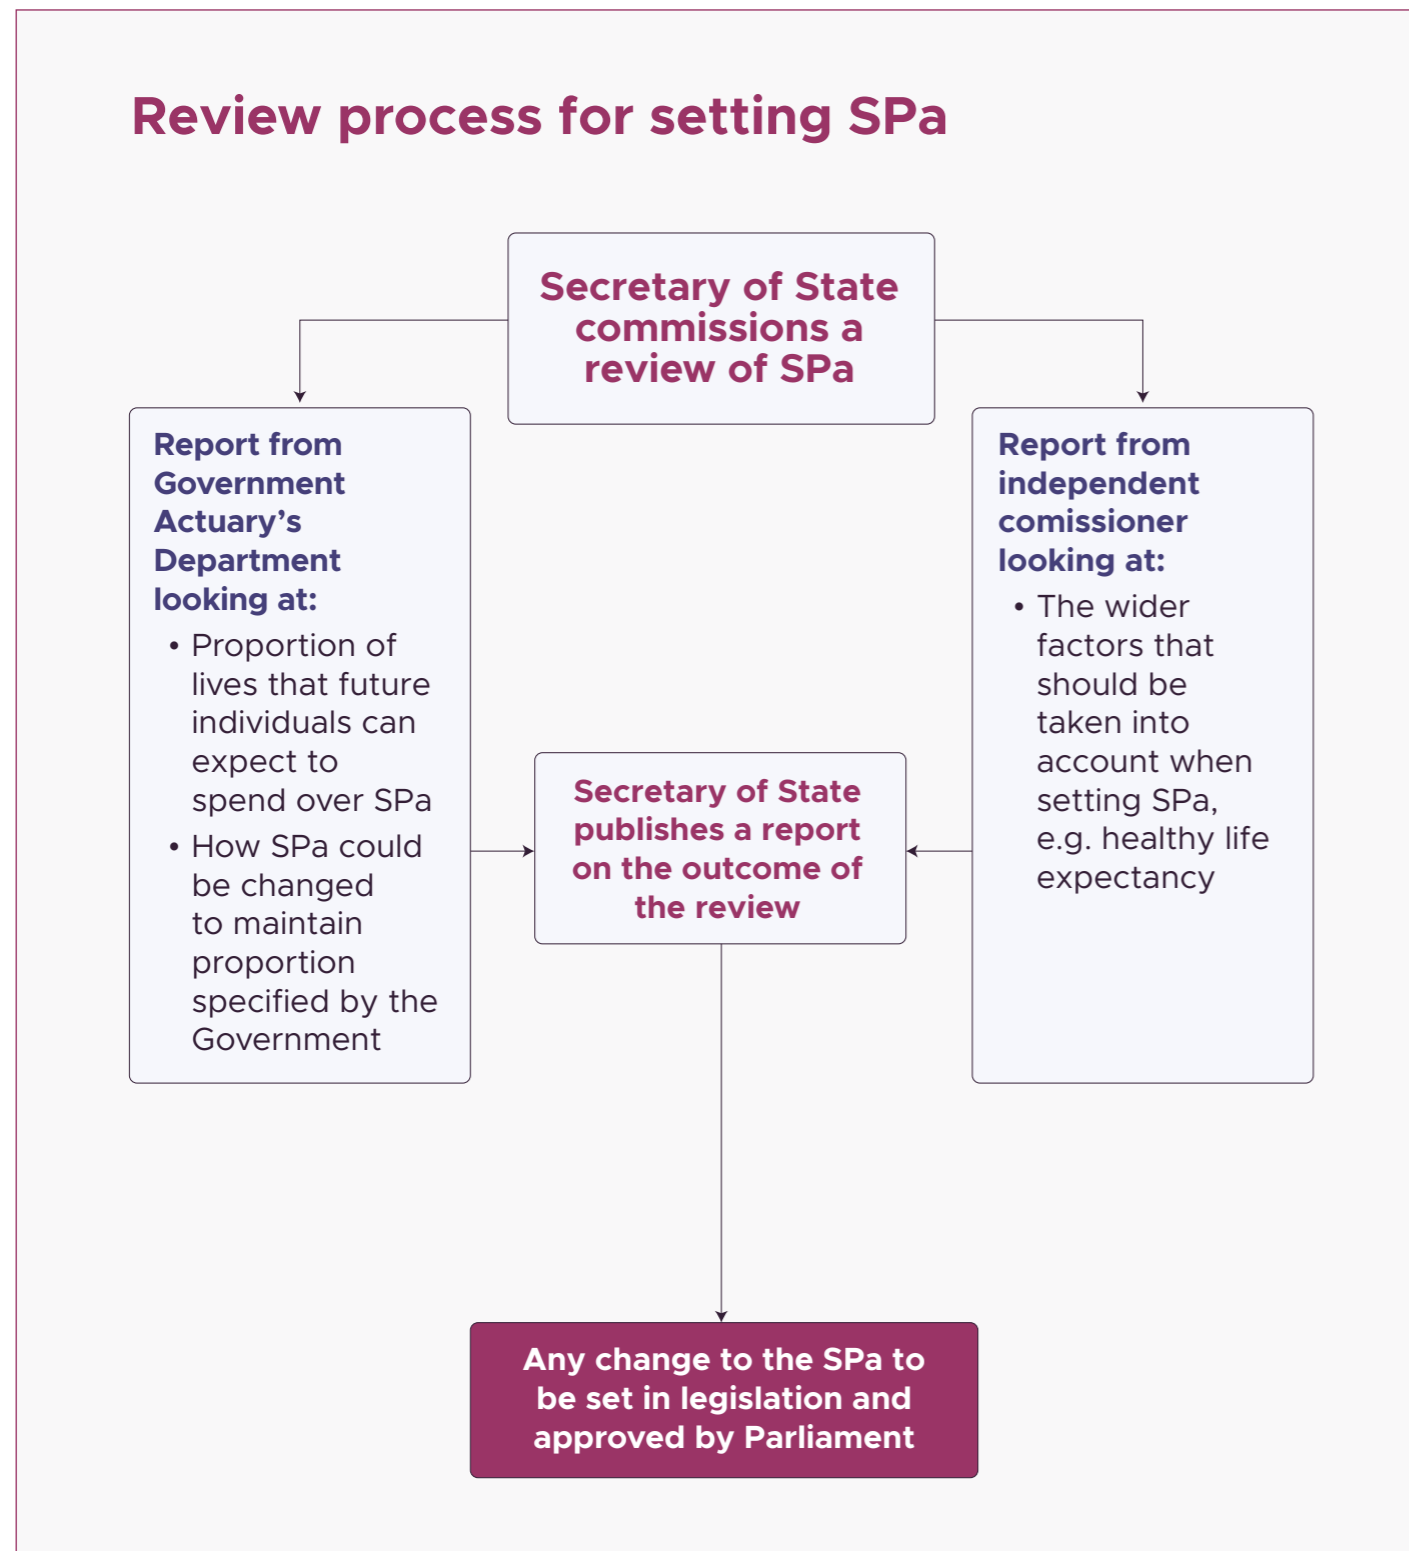 Review process for setting SPa
Secretary of State
commissions a
review of SPa
Report from
Government
Actuary’s
Department
looking at:
• Proportion of
lives that future
individuals can
expect to
spend over SPa
• How SPa could
be changed
to maintain
proportion
specified by the
Government
Report from
independent
comissioner
looking at:
• The wider
factors that
should be
taken into
account when
setting SPa,
e.g. healthy life
expectancy
Secretary of State
publishes a report
on the outcome of
the review
Any change to the SPa to
be set in legislation and
approved by Parliament